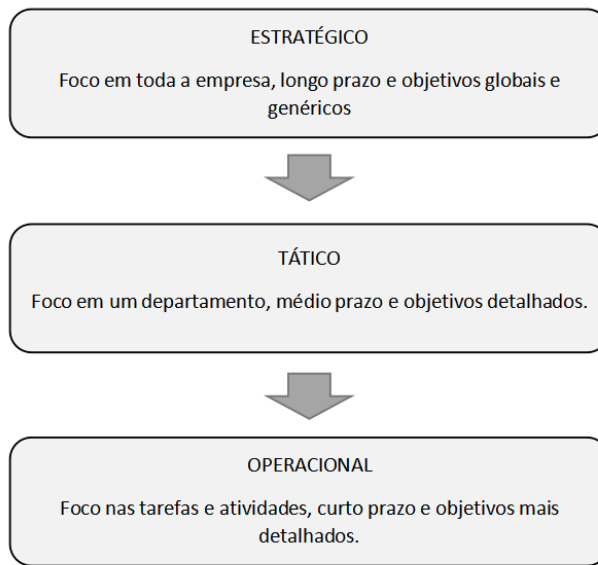 ESTRATÉGICO
Foco em toda a empresa, longo prazo e objetivos globais e
genéricos
TÁTICO
Foco em um departamento, médio prazo e objetivos detalhados.
OPERACIONAL
Foco nas tarefas e atividades, curto prazo e objetivos mais
detalhados.